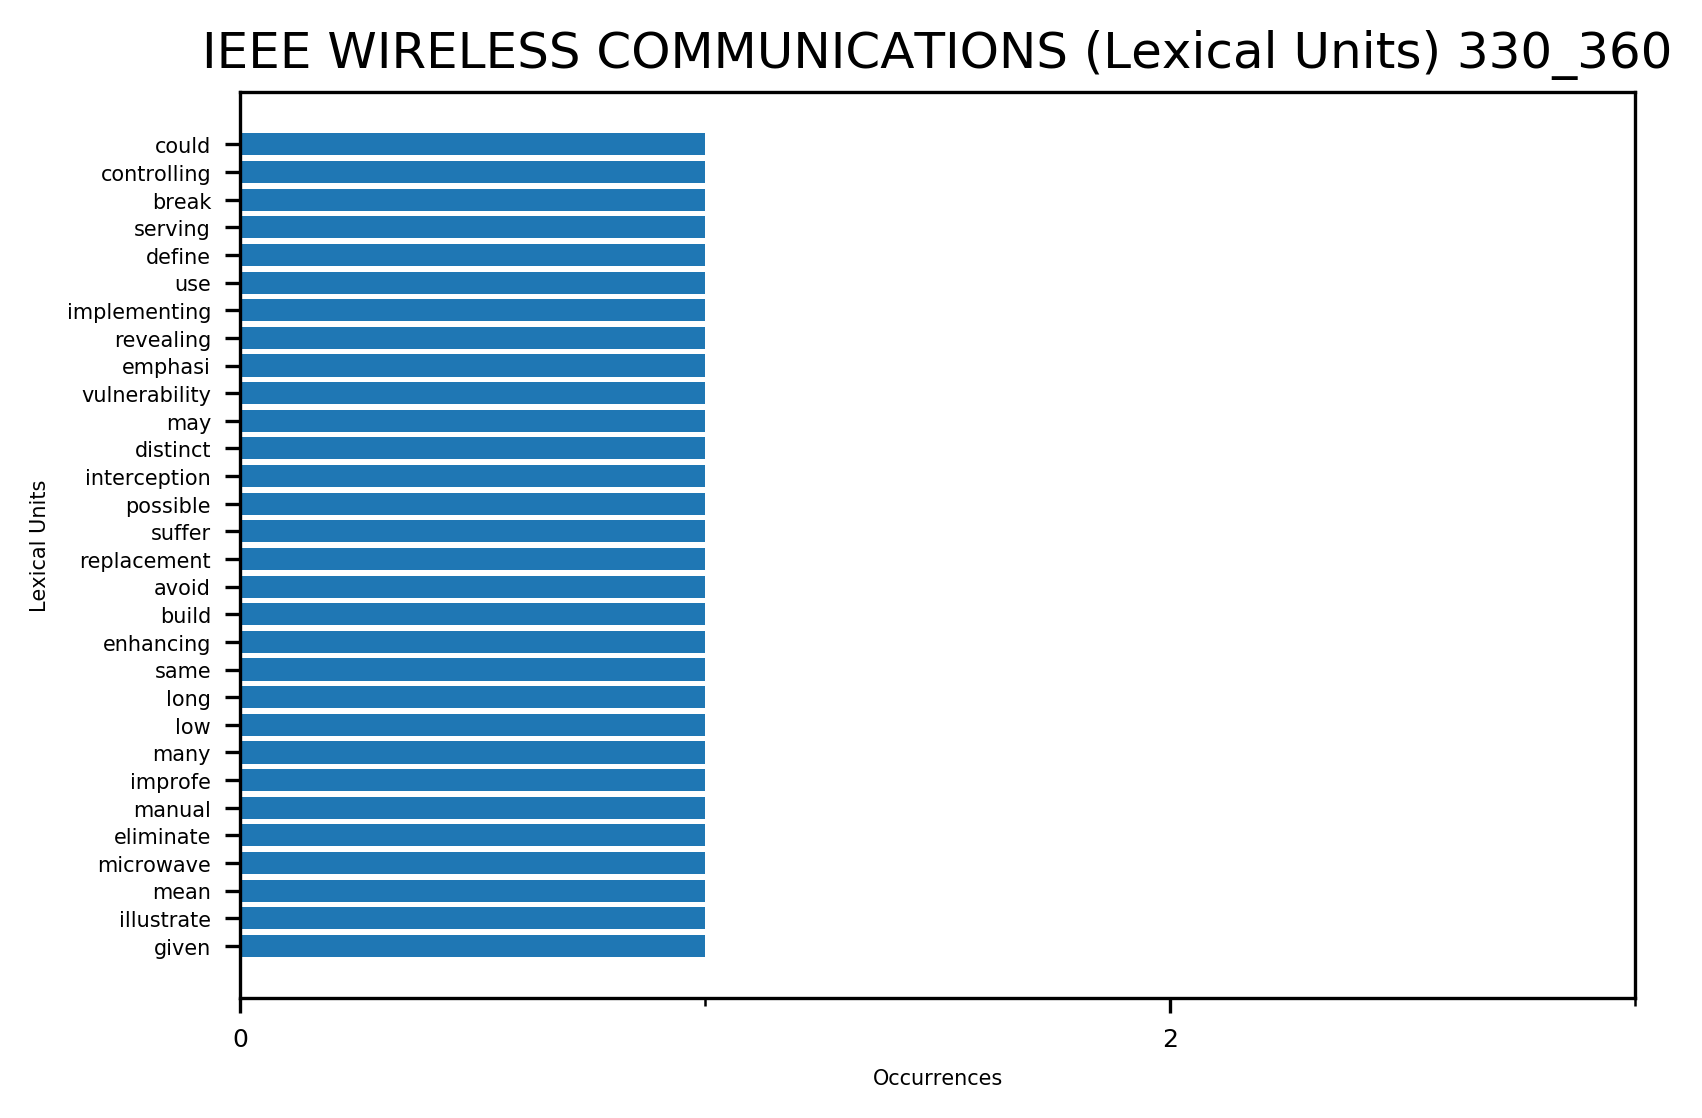 IEEE WIRELESS COMMUNICATIONS (Lexical Units) 330_360
could
controlling
break
serving
define
use
implementing
revealing
emphasi
vulnerability
may
distinct
interception
possible
suffer
replacement
avoid
build
enhancing
same
long
low
many
improfe
manual
eliminate
microwave
mean
illustrate
given
Lexical Units
0 2
Occurrences